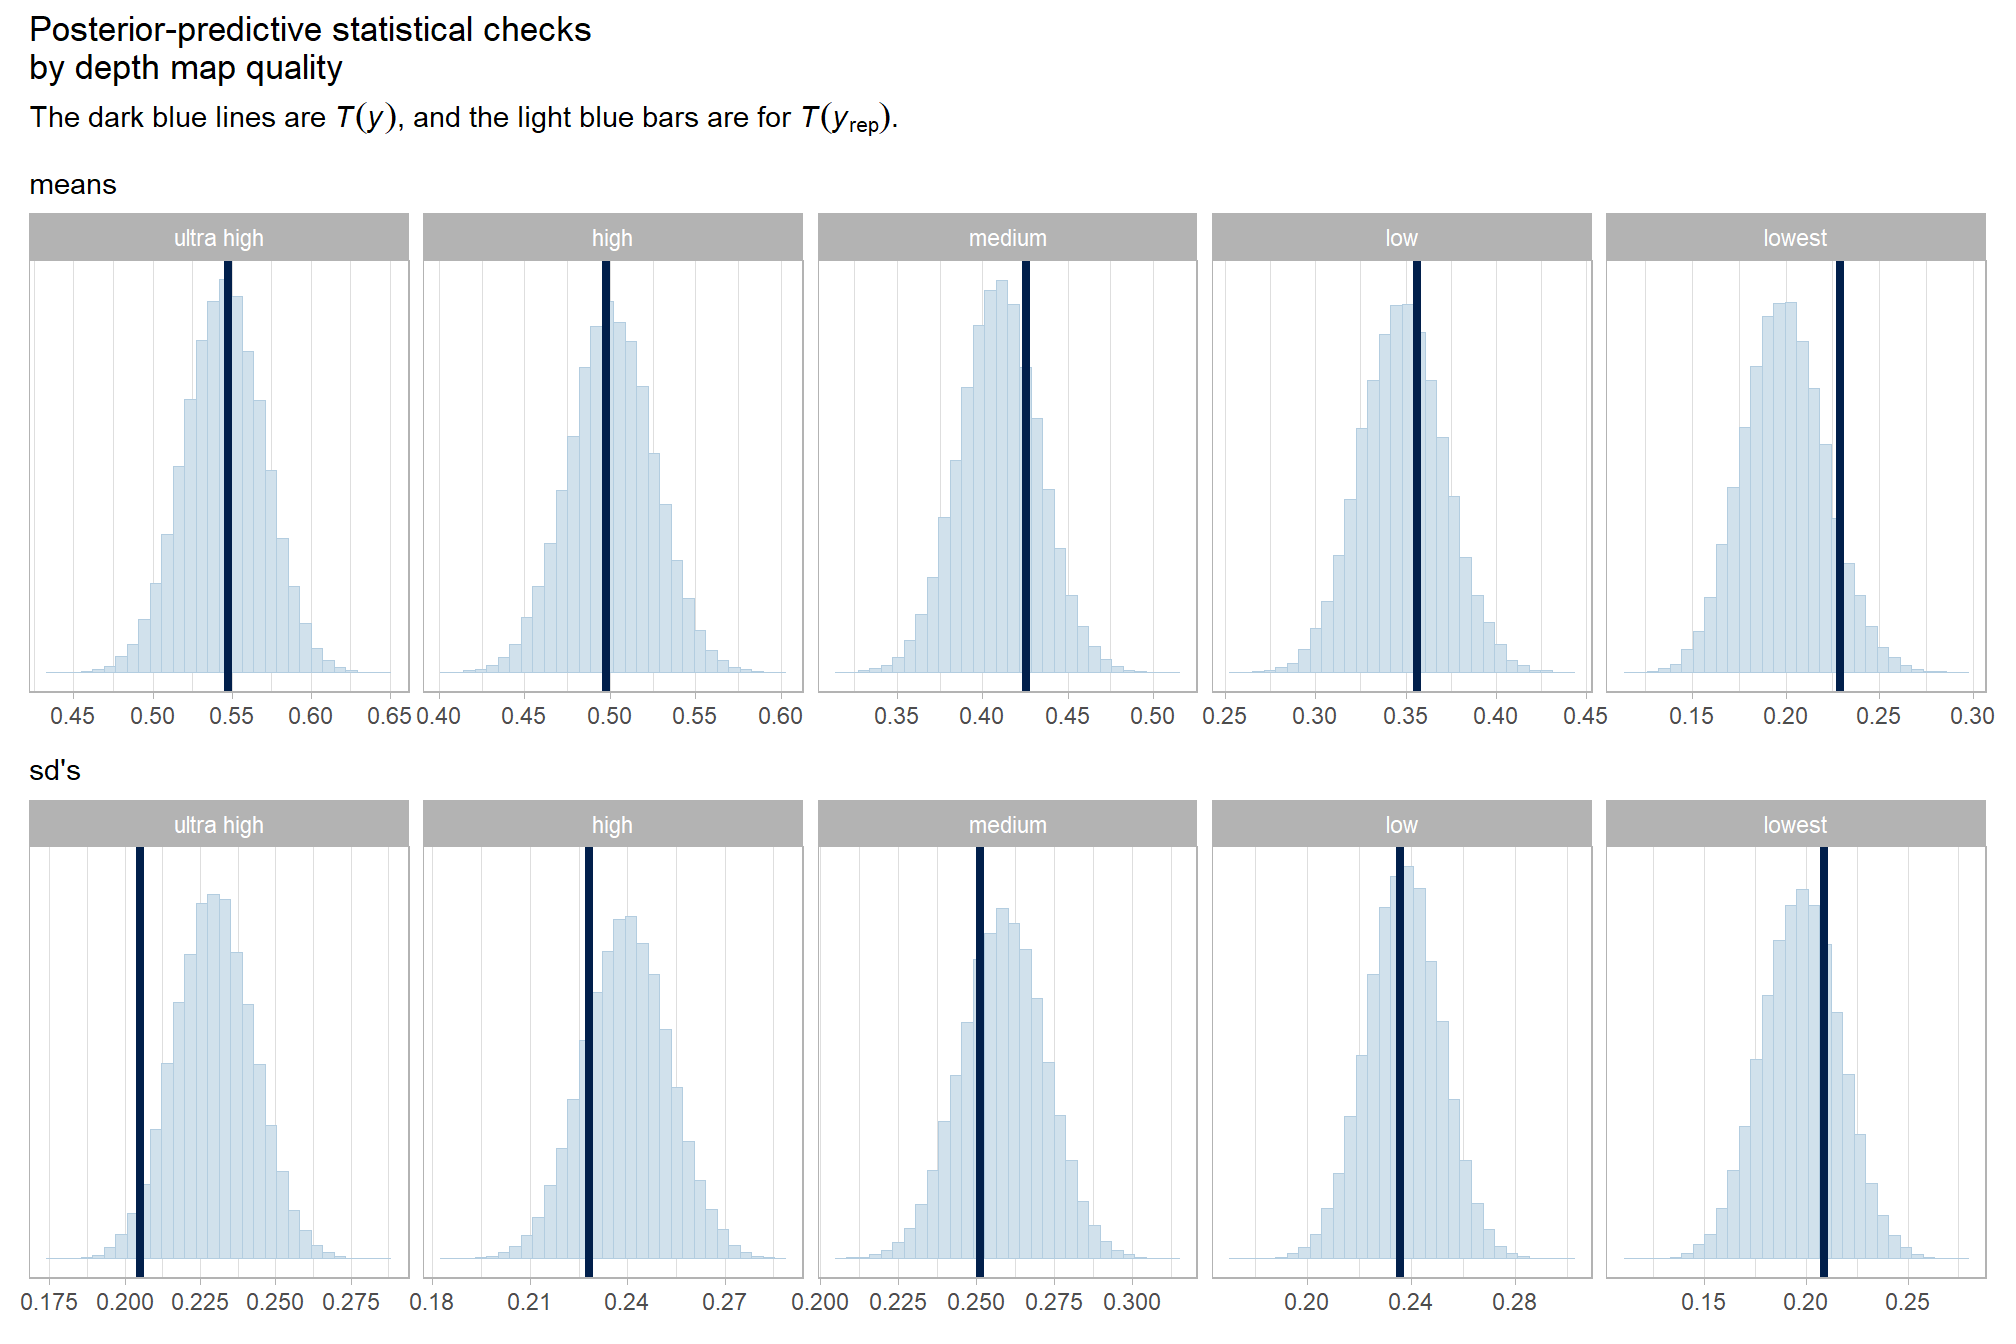 Posterior-predictive statistical checks
by depth map quality
The dark blue lines are T(y), and the light blue bars are for T(y_rep).
means
ultra high high medium low lowest
0.45 0.50 0.55 0.60 0.65 0.40 0.45 0.50 0.55 0.60 0.35 0.40 0.45 0.50 0.25 0.30 0.35 0.40 0.45 0.15 0.20 0.25 0.30
sd's
ultra high high medium low lowest
0.175 0.200 0.225 0.250 0.275 0.18 0.21 0.24 0.27 0.200 0.225 0.250 0.275 0.300 0.20 0.24 0.28 0.15 0.20 0.25